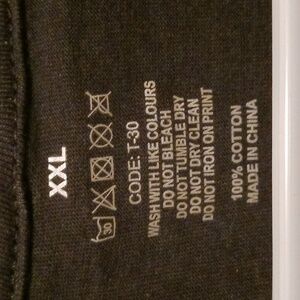 XXL
30
CODE: T-30
WASH WITH LIKE COLOURS
DO NOT BLEACH
DO NOT TUMBLE DRY
DO NOT DRY CLEAN
DO NOT IRON ON PRINT
100% COTTON
MADE IN CHINA